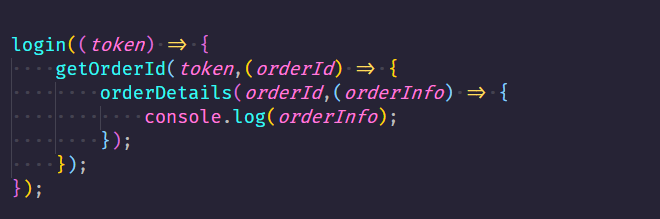 login((token) => {
    getOrderId(token,(orderId) => {
        orderDetails(orderId,(orderInfo) => {
            console.log(orderInfo);
        });
    });
});